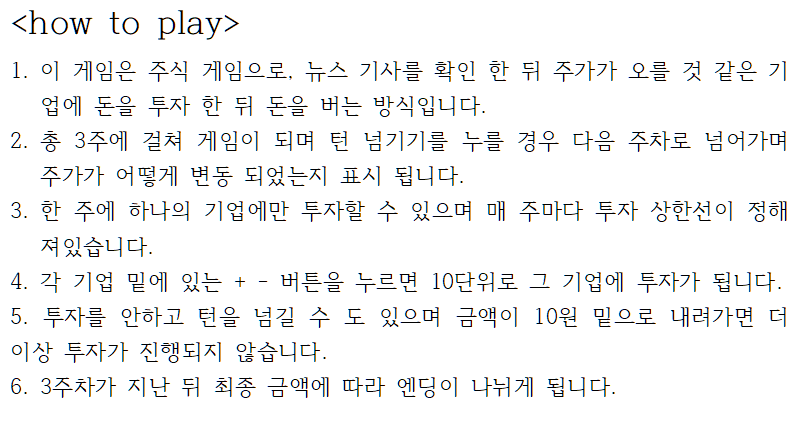 <how to play>
1. 이 게임은 주식 게임으로, 뉴스 기사를 확인 한 뒤 주가가 오를 것 같은 기
업에 돈을 투자 한 뒤 돈을 버는 방식입니다.
2. 총 3주에 걸쳐 게임이 되며 턴 넘기기를 누를 경우 다음 주차로 넘어가며
주가가 어떻게 변동 되었는지 표시 됩니다.
3. 한 주에 하나의 기업에만 투자할 수 있으며 매 주마다 투자 상한선이 정해
져있습니다.
4. 각 기업 밑에 있는 + - 버튼을 누르면 10단위로 그 기업에 투자가 됩니다.
5. 투자를 안하고 턴을 넘길 수 도 있으며 금액이 10원 밑으로 내려가면 더
이상 투자가 진행되지 않습니다.
6. 3주차가 지난 뒤 최종 금액에 따라 엔딩이 나뉘게 됩니다.